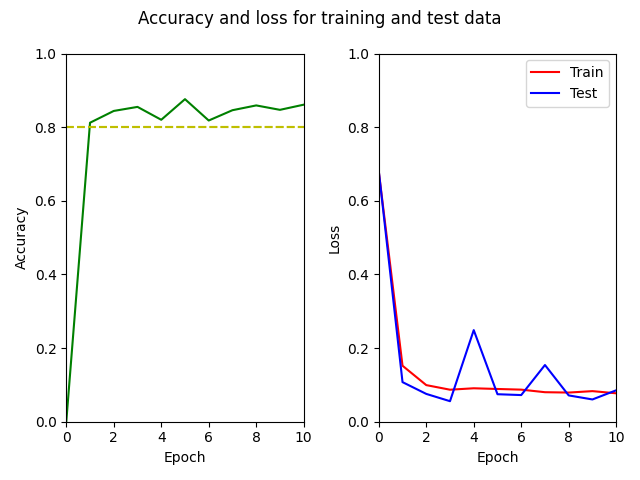 Accuracy and loss for training and test data
1.0
0.8
0.6
0.4
0.2
0.0
Accuracy
0 2 4 6 8 10
Epoch
1.0
0.8
0.6
0.4
0.2
0.0
Loss
Train
Test
0 2 4 6 8 10
Epoch